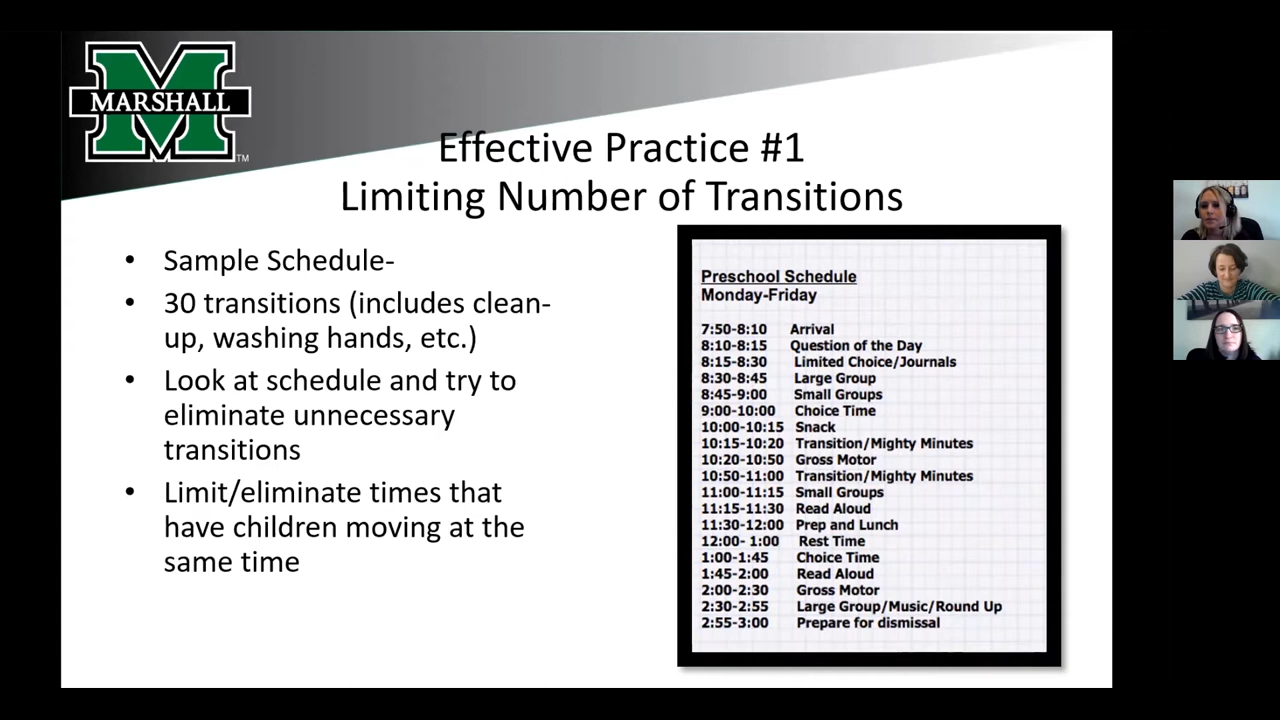 MARSHALL
TM
Effective Practice #1
Limiting Number of Transitions
• Sample Schedule-
• 30 transitions (includes clean-
up, washing hands, etc.)
• Look at schedule and try to
eliminate unnecessary
transitions
• Limit/eliminate times that
have children moving at the
same time
Preschool Schedule
Monday-Friday
7:50-8:10 Arrival
8:10-8:15 Question of the Day
8:15-8:30 Limited Choice/Journals
8:30-8:45 Large Group
8:45-9:00 Small Groups
9:00-10:00 Choice Time
10:00-10:15 Snack
10:15-10:20 Transition/Mighty Minutes
10:20-10:50 Gross Motor
10:50-11:00 Transition/Mighty Minutes
11:00-11:15 Small Groups
11:15-11:30 Read Aloud
11:30-12:00 Prep and Lunch
12:00- 1:00 Rest Time
1:00-1:45 Choice Time
1:45-2:00 Read Aloud
2:00-2:30 Gross Motor
2:30-2:55 Large Group/Music/Round Up
2:55-3:00 Prepare for dismissal